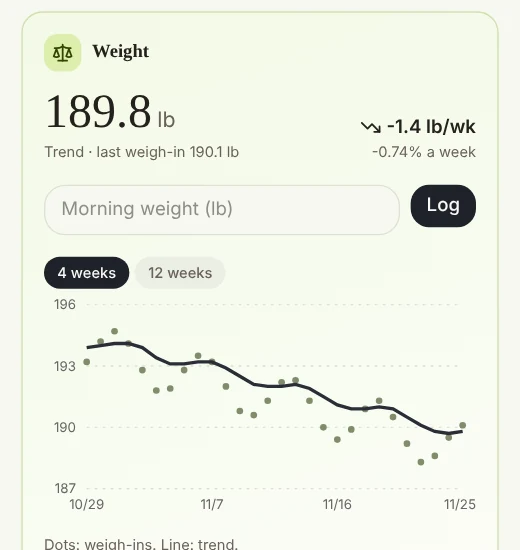 Weight
189.8 lb
-1.4 lb/wk
Trend · last weigh-in 190.1 lb
-0.74% a week
Morning weight (lb)
Log
4 weeks
12 weeks
196
193
190
187
10/29
11/7
11/16
11/25
Dots: weigh-ins. Line: trend.